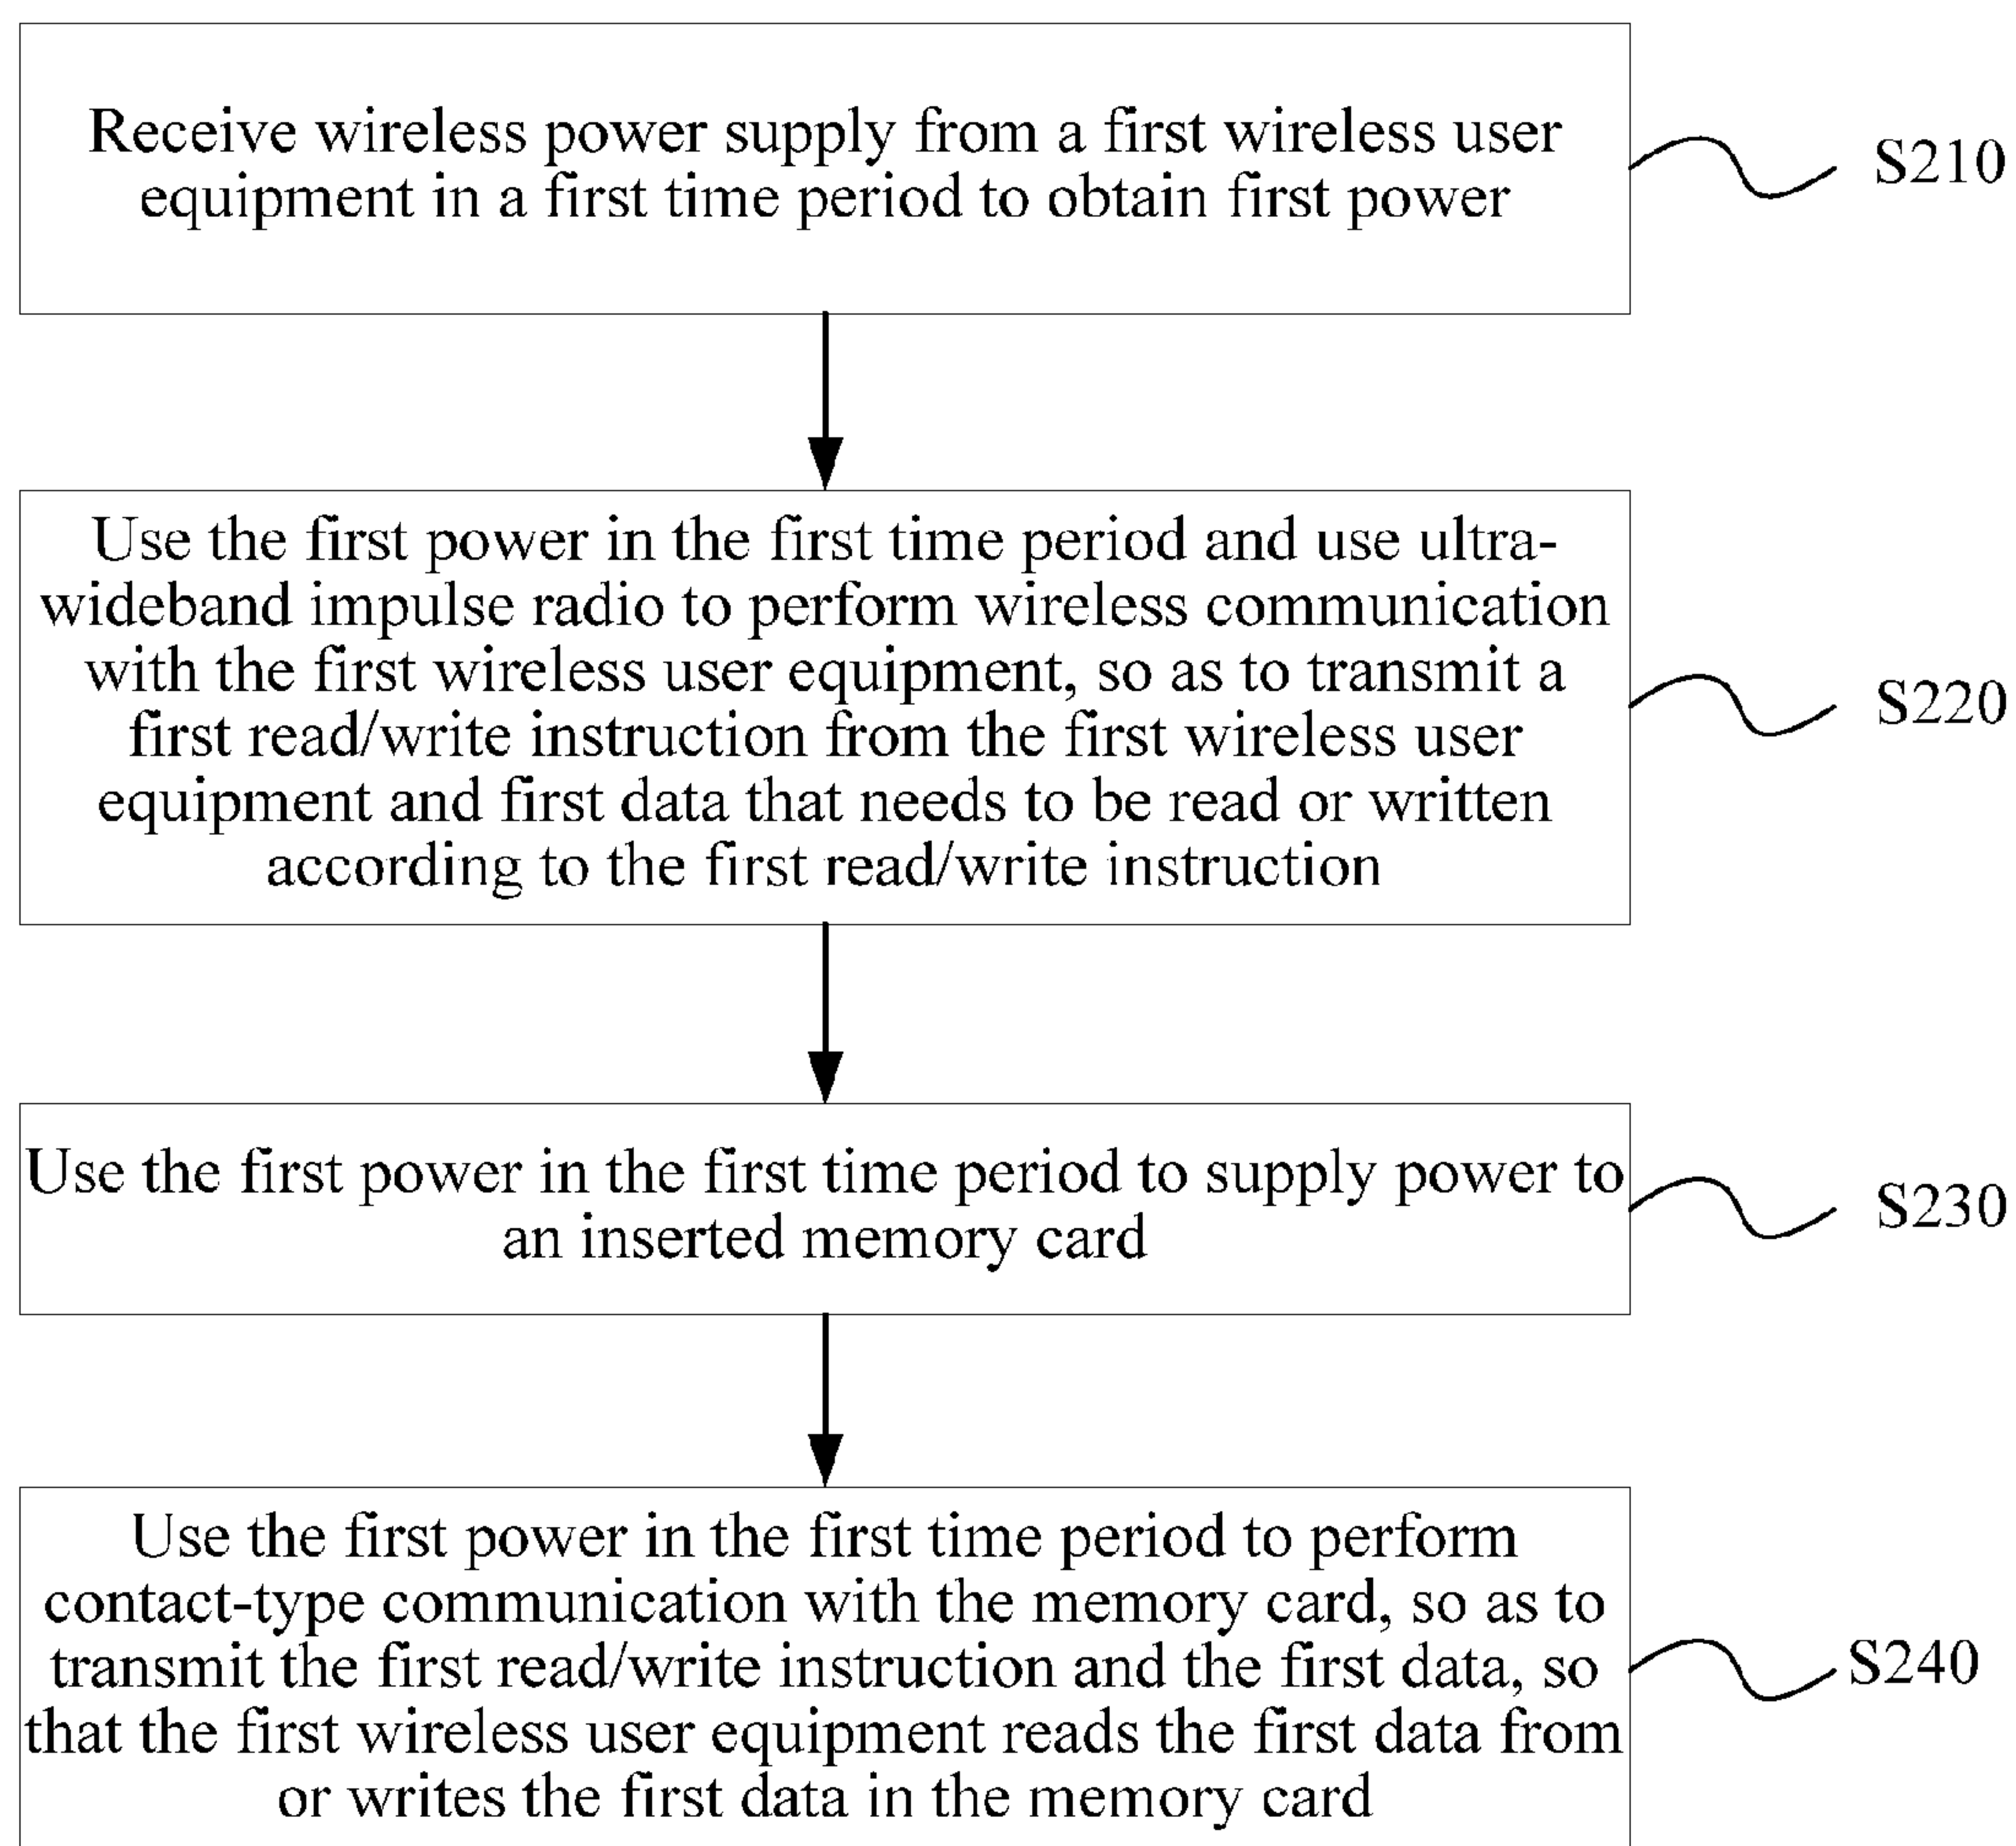 Receive wireless power supply from a first wireless user
equipment in a first time period to obtain first power
S210
Use the first power in the first time period and use ultra-
wideband impulse radio to perform wireless communication
with the first wireless user equipment, so as to transmit a
first read/write instruction from the first wireless user
equipment and first data that needs to be read or written
according to the first read/write instruction
S220
Use the first power in the first time period to supply power to
an inserted memory card
S230
Use the first power in the first time period to perform
contact-type communication with the memory card, so as to
transmit the first read/write instruction and the first data, so
that the first wireless user equipment reads the first data from
or writes the first data in the memory card
S240